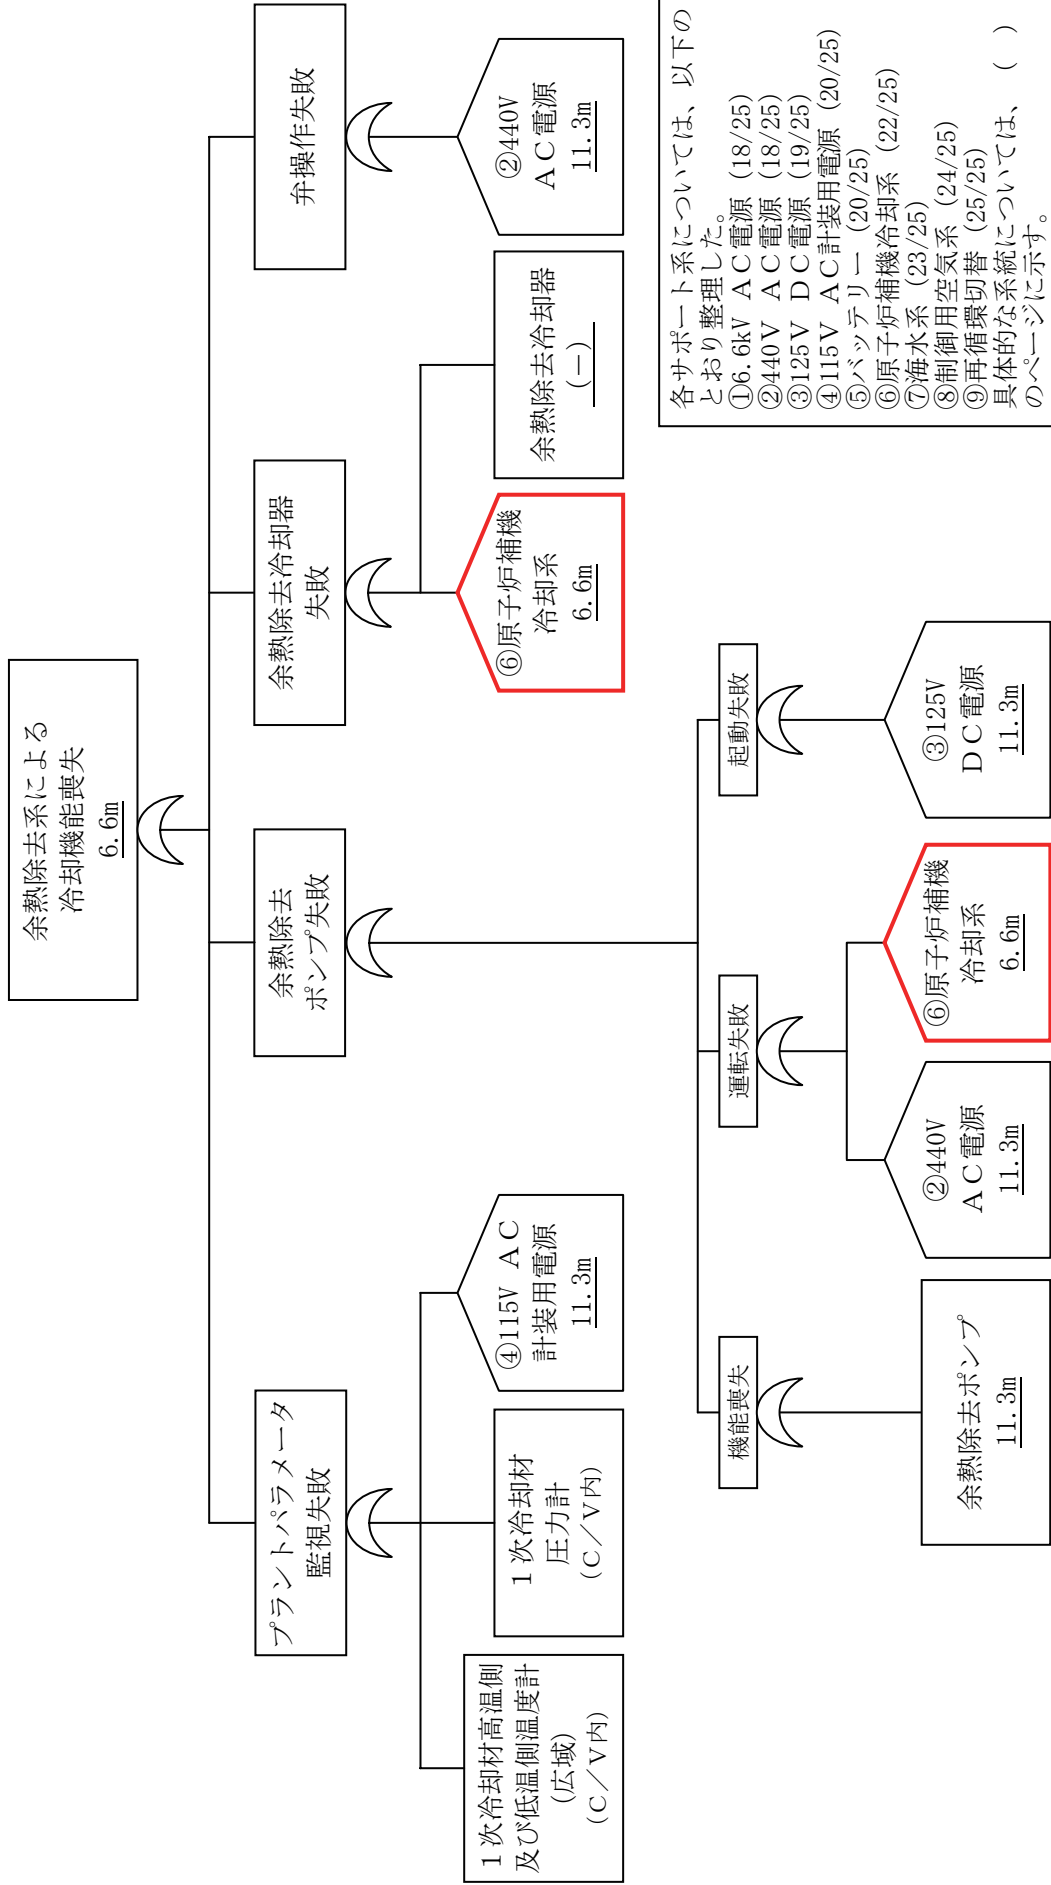 余熱除去系による
冷却機能喪失
6.6m
プラントパラメータ
監視失敗
余熱除去
ポンプ失敗
余熱除去冷却器
失敗
弁操作失敗
1次冷却材高温側
及び低温側温度計
(広域)
(C/V内)
1次冷却材
圧力計
(C/V内)
④115V AC
計装用電源
11.3m
⑥原子炉補機
冷却系
6.6m
余熱除去冷却器
(－)
②440V
AC電源
11.3m
機能喪失
運転失敗
起動失敗
余熱除去ポンプ
11.3m
②440V
AC電源
11.3m
⑥原子炉補機
冷却系
6.6m
③125V
DC電源
11.3m
各サポート系については、以下の
とおり整理した。
①6.6kV AC電源 (18/25)
②440V AC電源 (18/25)
③125V DC電源 (19/25)
④115V AC計装用電源 (20/25)
⑤バッテリー (20/25)
⑥原子炉補機冷却系 (22/25)
⑦海水系 (23/25)
⑧制御用空気系 (24/25)
⑨再循環切替 (25/25)
具体的な系統については、( )
のページに示す。